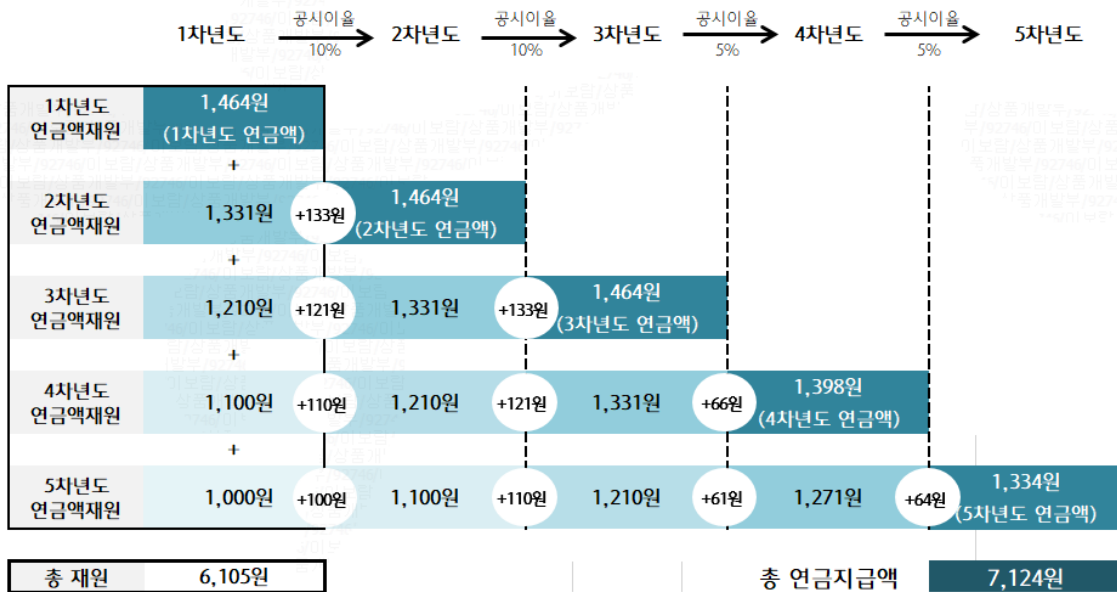 1차년도 공시이율 10% 2차년도 공시이율 10% 3차년도 공시이율 5% 4차년도 공시이율 5% 5차년도
1차년도
연금액재원
1,464원
(1차년도 연금액)
+
2차년도
연금액재원
1,331원 +133원 1,464원
(2차년도 연금액)
+
3차년도
연금액재원
1,210원 +121원 1,331원 +133원 1,464원
(3차년도 연금액)
+
4차년도
연금액재원
1,100원 +110원 1,210원 +121원 1,331원 +66원 1,398원
(4차년도 연금액)
+
5차년도
연금액재원
1,000원 +100원 1,100원 +110원 1,210원 +61원 1,271원 +64원 1,334원
(5차년도 연금액)
총 재원 6,105원 총 연금지급액 7,124원